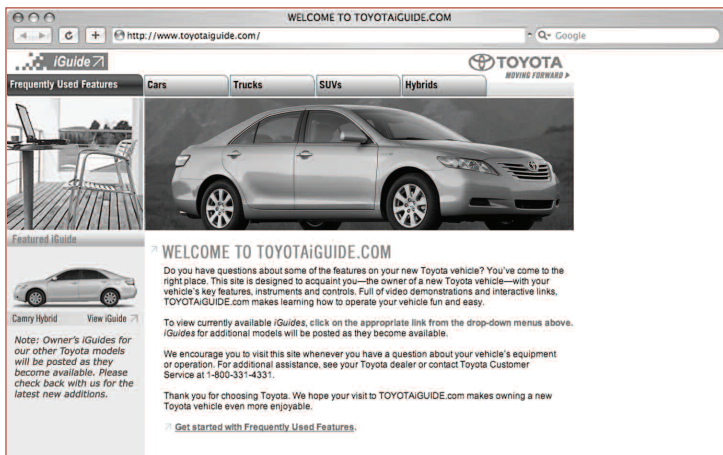 WELCOME TO TOYOTAiGUIDE.COM
http://www.toyotaiguide.com/
Google
iGuide
TOYOTA
MOVING FORWARD
Frequently Used Features
Cars
Trucks
SUVs
Hybrids
Featured iGuide
Camry Hybrid
View iGuide
Note: Owner's iGuides for
our other Toyota models
will be posted as they
become available. Please
check back with us for the
latest new additions.
WELCOME TO TOYOTAiGUIDE.COM
Do you have questions about some of the features on your new Toyota vehicle? You've come to the
right place. This site is designed to acquaint you—the owner of a new Toyota vehicle—with your
vehicle's key features, instruments and controls. Full of video demonstrations and interactive links,
TOYOTAiGUIDE.com makes learning how to operate your vehicle fun and easy.
To view currently available iGuides, click on the appropriate link from the drop-down menus above.
iGuides for additional models will be posted as they become available.
We encourage you to visit this site whenever you have a question about your vehicle's equipment
or operation. For additional assistance, see your Toyota dealer or contact Toyota Customer
Service at 1-800-331-4331.
Thank you for choosing Toyota. We hope your visit to TOYOTAiGUIDE.com makes owning a new
Toyota vehicle even more enjoyable.
Get started with Frequently Used Features.